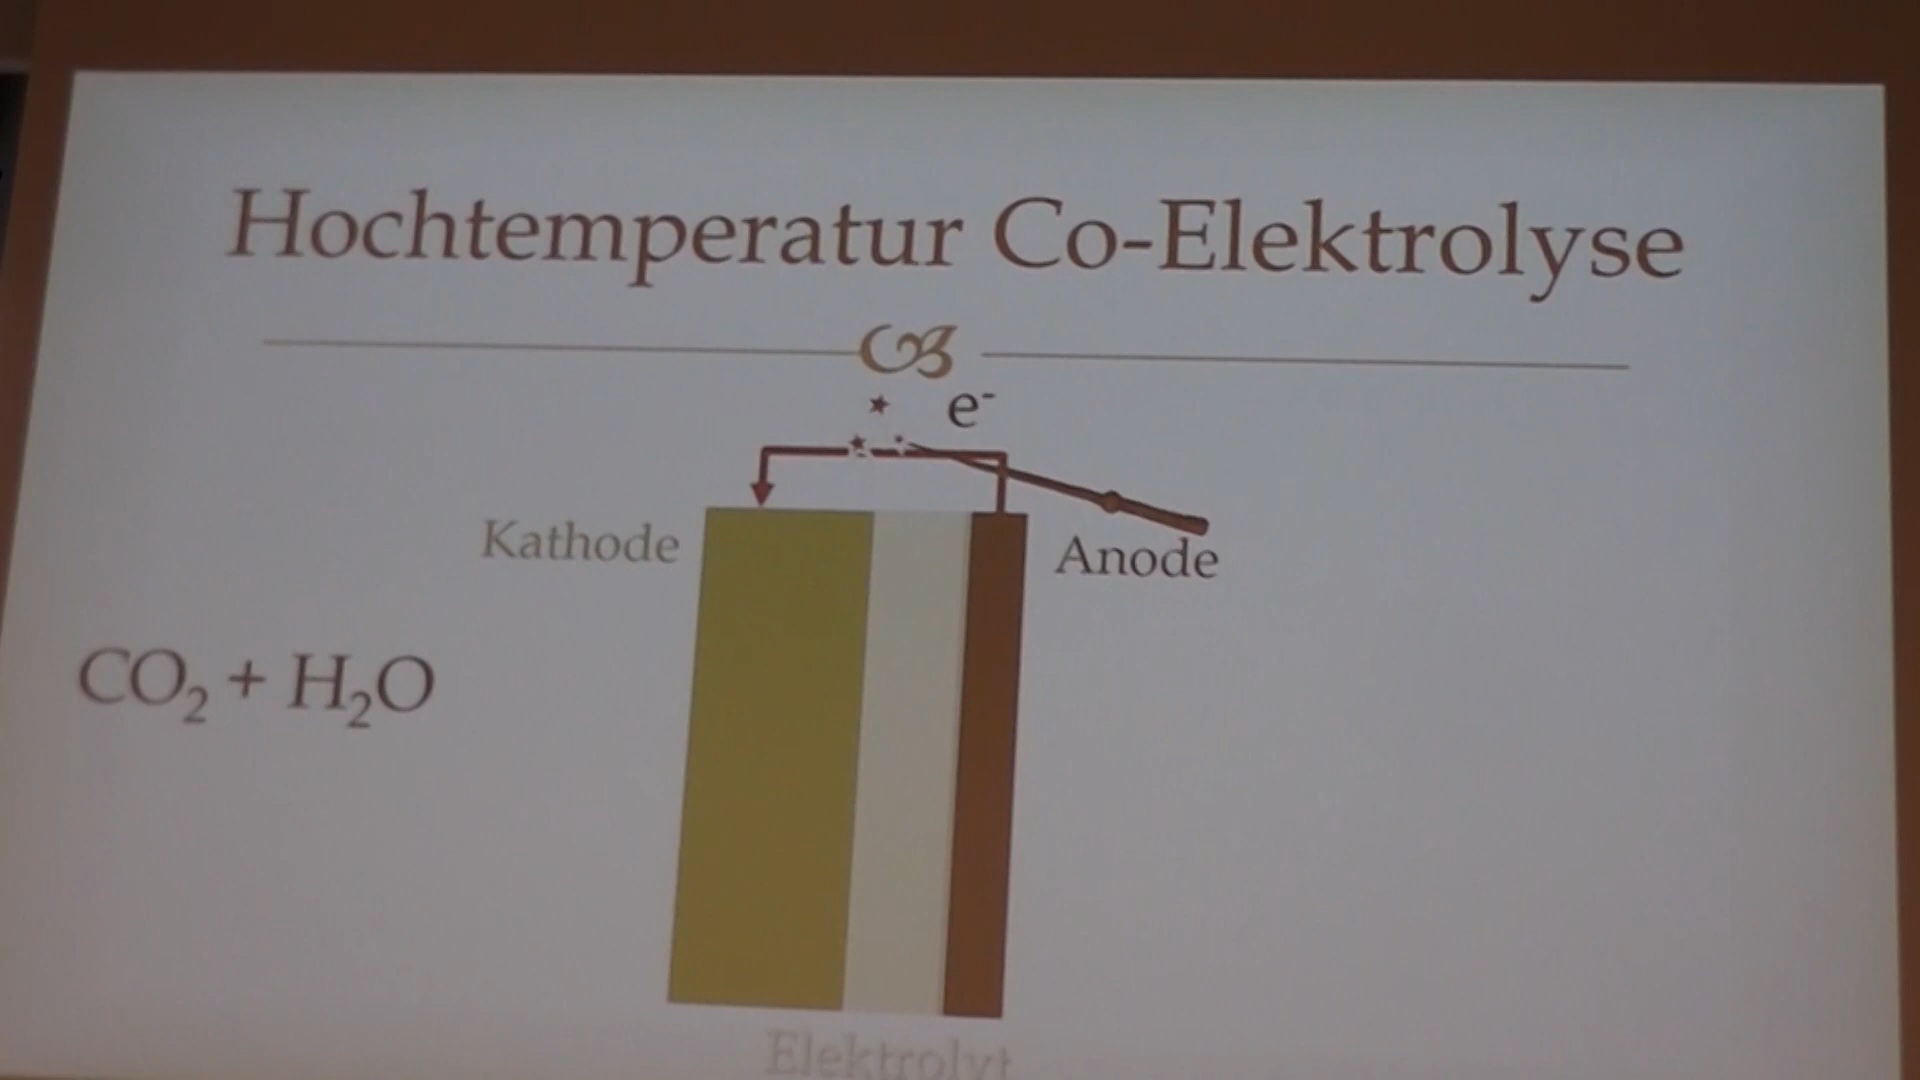 Hochtemperatur Co-Elektrolyse
e⁻
Kathode
Anode
CO₂ + H₂O
Elektrolyt